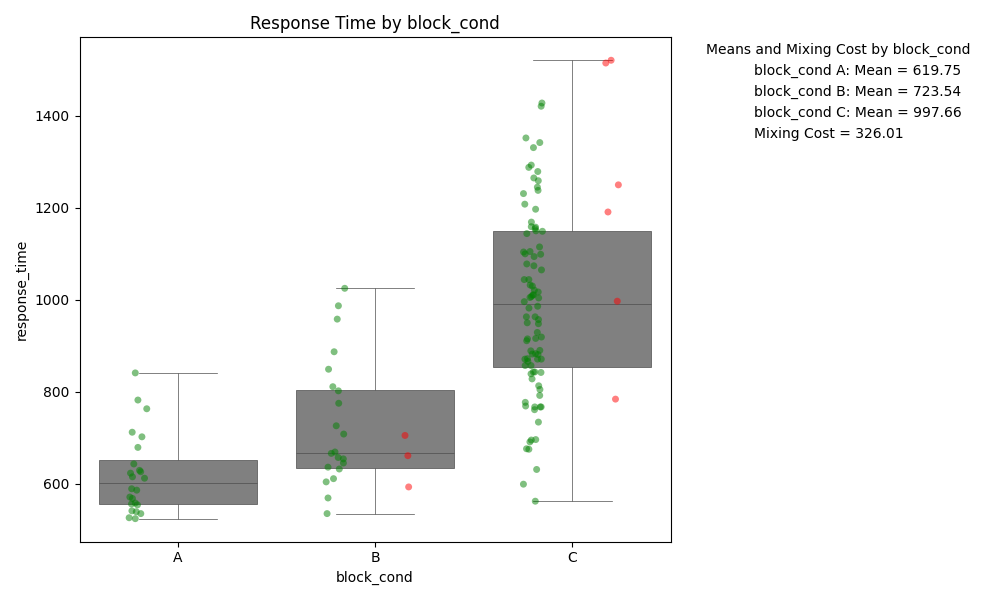 Response Time by block_cond
Means and Mixing Cost by block_cond
block_cond A: Mean = 619.75
block_cond B: Mean = 723.54
block_cond C: Mean = 997.66
Mixing Cost = 326.01
response_time
1400
1200
1000
800
600
A B C
block_cond